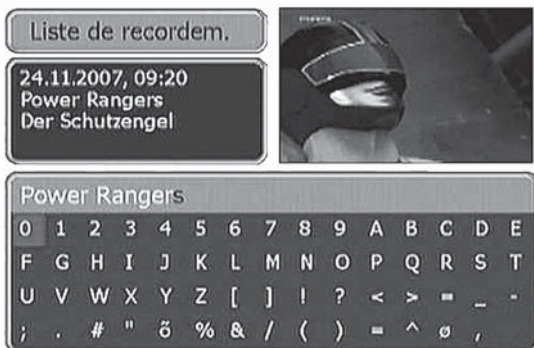 Liste de recordem.
24.11.2007, 09:20
Power Rangers
Der Schutzengel
Power Rangers
0 1 2 3 4 5 6 7 8 9 A B C D E
F G H I J K L M N O P Q R S T
U V W X Y Z [ ] ! ? < > = _ -
; . # " õ % & / ( ) = ^ ø ,